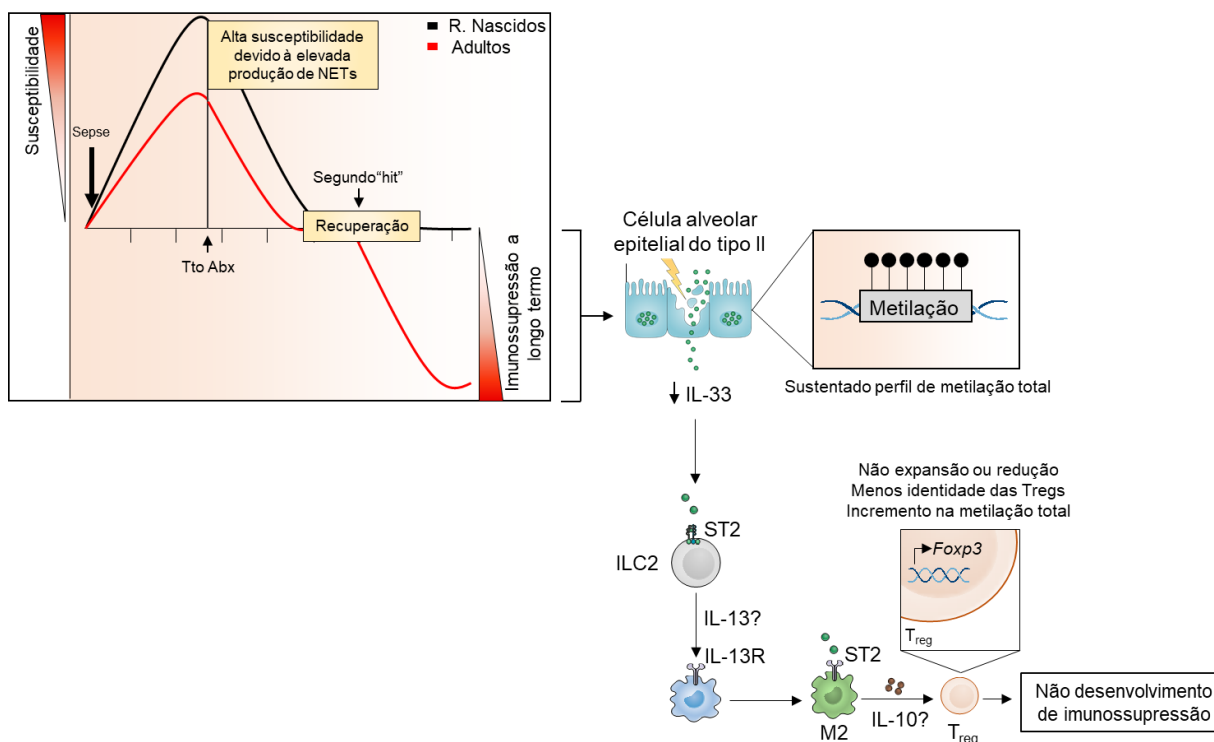 Susceptibilidade
Sepse
Alta susceptibilidade
devido à elevada
produção de NETs
R. Nascidos
Adultos
Segundo“hit”
Recuperação
Tto Abx
Imunossupressão a
longo termo
Célula alveolar
epitelial do tipo II
Metilação
Sustentado perfil de metilação total
IL-33
Não expansão ou redução
Menos identidade das Tregs
Incremento na metilação total
Foxp3
Treg
ST2
ILC2
IL-13?
IL-13R
ST2
M2
IL-10?
Treg
Não desenvolvimento
de imunossupressão